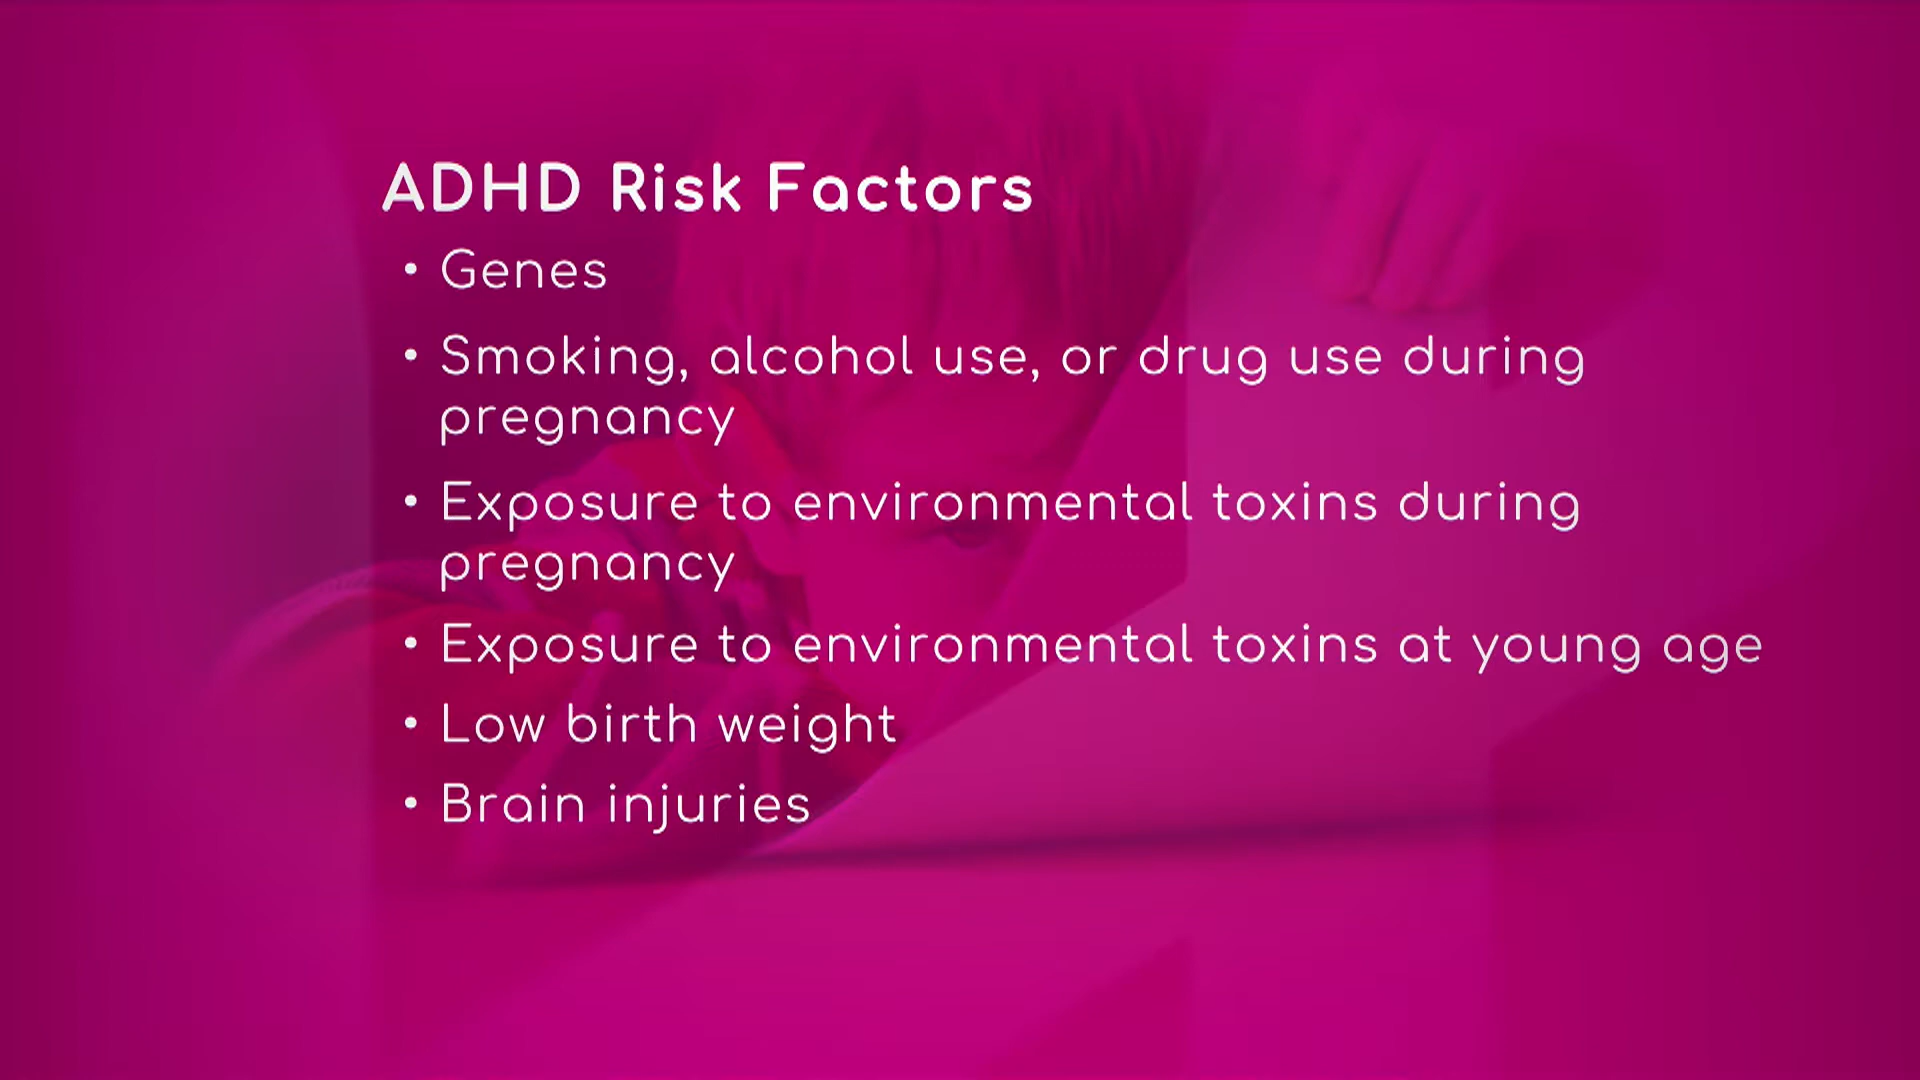 ADHD Risk Factors
• Genes
• Smoking, alcohol use, or drug use during
pregnancy
• Exposure to environmental toxins during
pregnancy
• Exposure to environmental toxins at young age
• Low birth weight
• Brain injuries